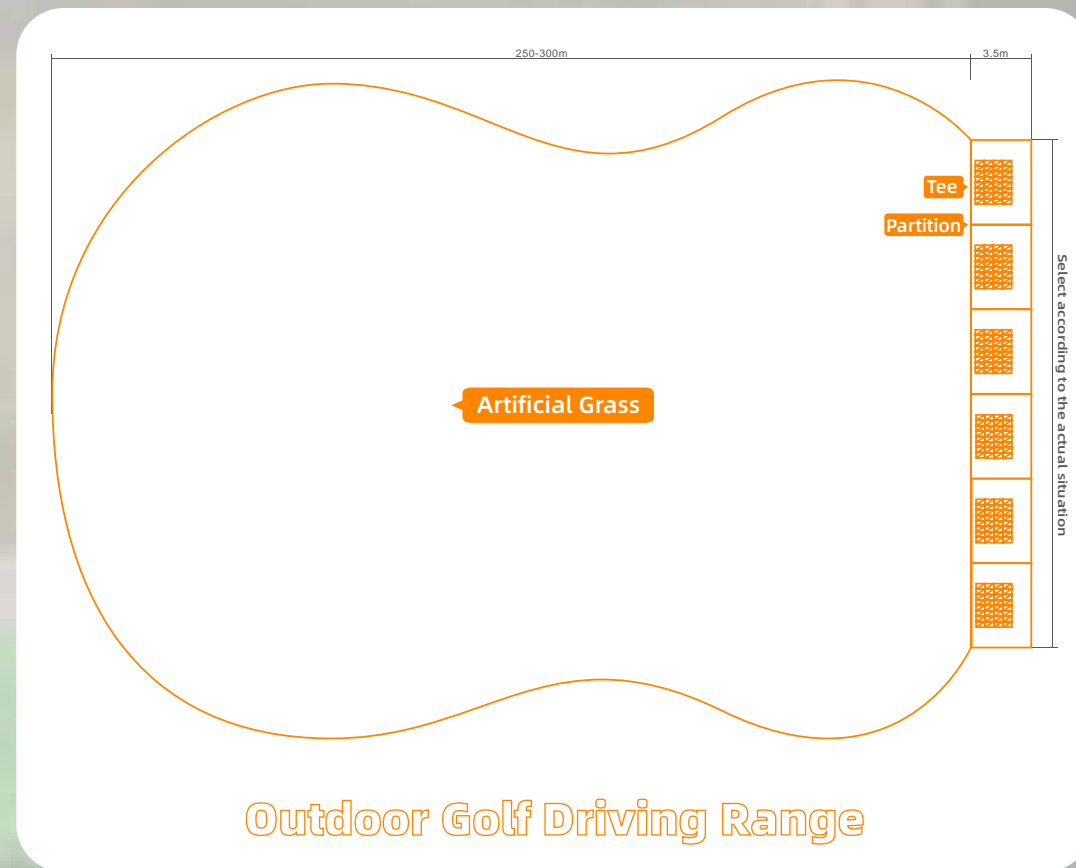 250-300m
3.5m
Tee
Partition
Select according to the actual situation
Artificial Grass
Outdoor Golf Driving Range